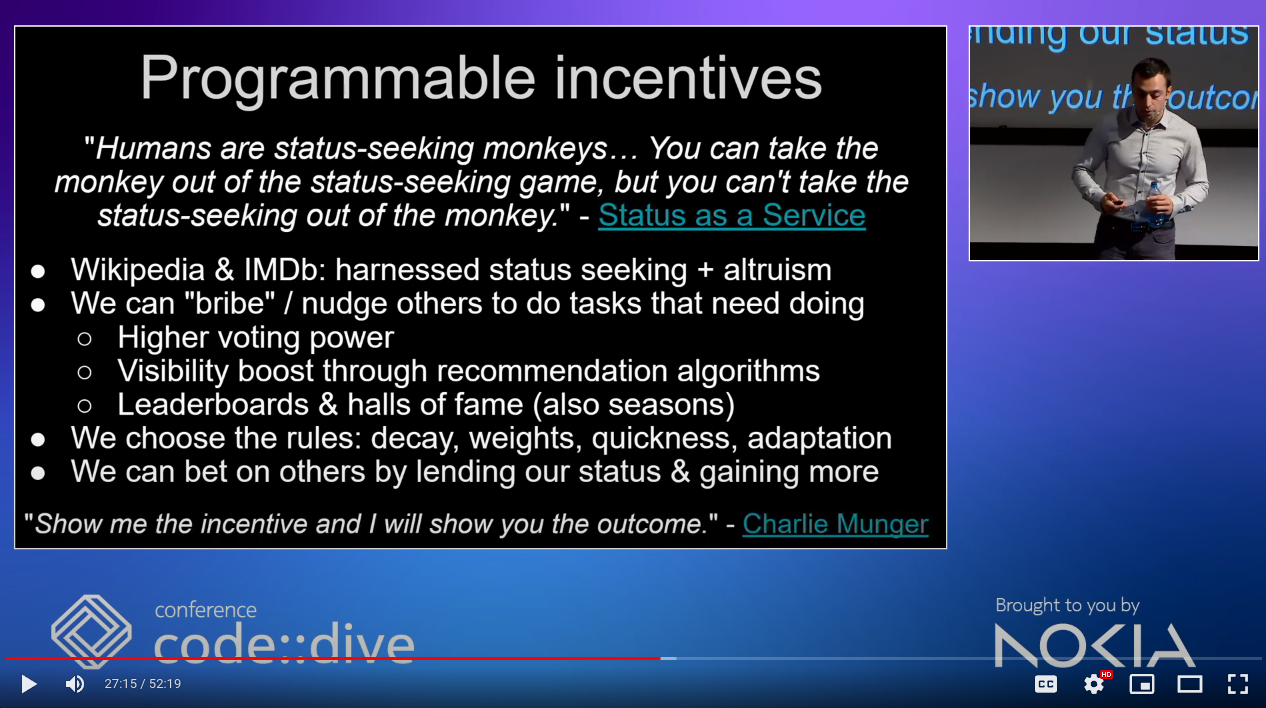 Programmable incentives
"Humans are status-seeking monkeys… You can take the
monkey out of the status-seeking game, but you can't take the
status-seeking out of the monkey." - Status as a Service
● Wikipedia & IMDb: harnessed status seeking + altruism
● We can "bribe" / nudge others to do tasks that need doing
○ Higher voting power
○ Visibility boost through recommendation algorithms
○ Leaderboards & halls of fame (also seasons)
● We choose the rules: decay, weights, quickness, adaptation
● We can bet on others by lending our status & gaining more
"Show me the incentive and I will show you the outcome." - Charlie Munger
nding our status
show you th outcor
conference
code::dive
Brought to you by
NOKIA
27:15 / 52:19
CC
HD